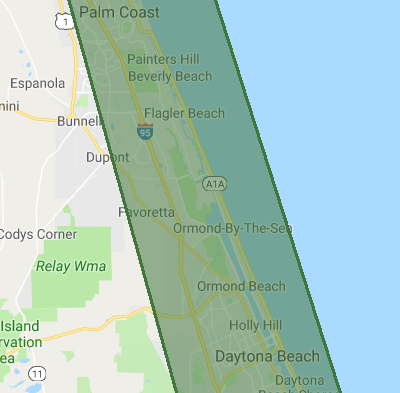 Palm Coast
1
Painters Hill
Beverly Beach
Espanola
nini
Flagler Beach
Bunnell
95
Dupont
A1A
Favoretta
Ormond-By-The-Sea
Codys Corner
Relay Wma
Ormond Beach
Island
rvation
ea
Holly Hill
Daytona Beach
11
Daytona
Beach Shores